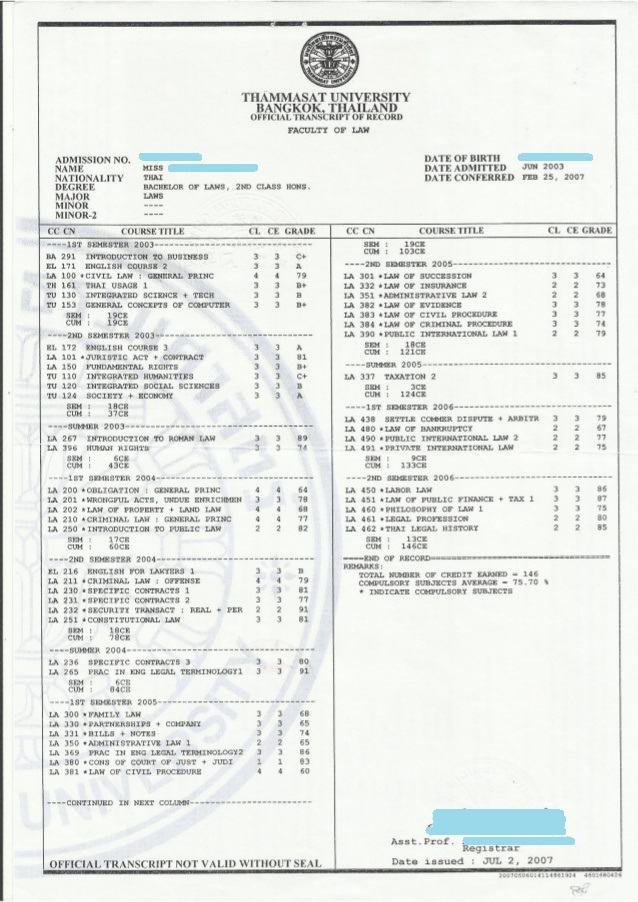 THAMMASAT UNIVERSITY
BANGKOK, THAILAND
OFFICIAL TRANSCRIPT OF RECORD
FACULTY OF LAW
ADMISSION NO.
NAME MISS
NATIONALITY THAI
DEGREE BACHELOR OF LAWS, 2ND CLASS HONS.
MAJOR LAWS
MINOR ----
MINOR-2 ----
DATE OF BIRTH
DATE ADMITTED JUN 2003
DATE CONFERRED FEB 25, 2007
CC CN COURSE TITLE CL CE GRADE
----1ST SEMESTER 2003----
BA 291 INTRODUCTION TO BUSINESS 3 3 C+
EL 171 ENGLISH COURSE 2 3 3 A
LA 100 *CIVIL LAW : GENERAL PRINC 4 4 79
TH 161 THAI USAGE 1 3 3 B+
TU 130 INTEGRATED SCIENCE + TECH 3 3 B
TU 153 GENERAL CONCEPTS OF COMPUTER 3 3 B+
SEM : 19CE
CUM : 19CE
----2ND SEMESTER 2003----
EL 172 ENGLISH COURSE 3 3 3 A
LA 101 *JURISTIC ACT + CONTRACT 3 3 81
LA 150 FUNDAMENTAL RIGHTS 3 3 B+
TU 110 INTEGRATED HUMANITIES 3 3 C+
TU 120 INTEGRATED SOCIAL SCIENCES 3 3 B
TU 124 SOCIETY + ECONOMY 3 3 A
SEM : 18CE
CUM : 37CE
----SUMMER 2003----
LA 267 INTRODUCTION TO ROMAN LAW 3 3 89
LA 396 HUMAN RIGHTS 3 3 74
SEM : 6CE
CUM : 43CE
----1ST SEMESTER 2004----
LA 200 *OBLIGATION : GENERAL PRINC 4 4 64
LA 201 *WRONGFUL ACTS, UNDUE ENRICHMEN 3 3 78
LA 202 *LAW OF PROPERTY + LAND LAW 4 4 68
LA 210 *CRIMINAL LAW : GENERAL PRINC 4 4 77
LA 250 *INTRODUCTION TO PUBLIC LAW 2 2 82
SEM : 17CE
CUM : 60CE
----2ND SEMESTER 2004----
EL 216 ENGLISH FOR LAWYERS 1 3 3 B
LA 211 *CRIMINAL LAW : OFFENSE 4 4 79
LA 230 *SPECIFIC CONTRACTS 1 3 3 81
LA 231 *SPECIFIC CONTRACTS 2 3 3 77
LA 232 *SECURITY TRANSACT : REAL + PER 2 2 91
LA 251 *CONSTITUTIONAL LAW 3 3 81
SEM : 18CE
CUM : 78CE
----SUMMER 2004----
LA 236 SPECIFIC CONTRACTS 3 3 3 80
LA 265 PRAC IN ENG LEGAL TERMINOLOGY1 3 3 91
SEM : 6CE
CUM : 84CE
----1ST SEMESTER 2005----
LA 300 *FAMILY LAW 3 3 68
LA 330 *PARTNERSHIPS + COMPANY 3 3 65
LA 331 *BILLS + NOTES 3 3 74
LA 350 *ADMINISTRATIVE LAW 1 2 2 65
LA 369 PRAC IN ENG LEGAL TERMINOLOGY2 3 3 86
LA 380 *CONS OF COURT OF JUST + JUDI 1 1 83
LA 381 *LAW OF CIVIL PROCEDURE 4 4 60
----CONTINUED IN NEXT COLUMN----
OFFICIAL TRANSCRIPT NOT VALID WITHOUT SEAL
CC CN COURSE TITLE CL CE GRADE
SEM : 19CE
CUM : 103CE
----2ND SEMESTER 2005----
LA 301 *LAW OF SUCCESSION 3 3 64
LA 332 *LAW OF INSURANCE 2 2 73
LA 351 *ADMINISTRATIVE LAW 2 2 2 68
LA 382 *LAW OF EVIDENCE 3 3 78
LA 383 *LAW OF CIVIL PROCEDURE 3 3 77
LA 384 *LAW OF CRIMINAL PROCEDURE 3 3 74
LA 390 *PUBLIC INTERNATIONAL LAW 1 2 2 79
SEM : 18CE
CUM : 121CE
----SUMMER 2005----
LA 337 TAXATION 2 3 3 85
SEM : 3CE
CUM : 124CE
----1ST SEMESTER 2006----
LA 438 SETTLE COMMER DISPUTE + ARBITR 3 3 79
LA 480 *LAW OF BANKRUPTCY 2 2 67
LA 490 *PUBLIC INTERNATIONAL LAW 2 2 2 77
LA 491 *PRIVATE INTERNATIONAL LAW 2 2 75
SEM : 9CE
CUM : 133CE
----2ND SEMESTER 2006----
LA 450 *LABOR LAW 3 3 86
LA 451 *LAW OF PUBLIC FINANCE + TAX 1 3 3 87
LA 460 *PHILOSOPHY OF LAW 1 3 3 75
LA 461 *LEGAL PROFESSION 2 2 80
LA 462 *THAI LEGAL HISTORY 2 2 85
SEM : 13CE
CUM : 146CE
====END OF RECORD====
REMARKS:
TOTAL NUMBER OF CREDIT EARNED = 146
COMPULSORY SUBJECTS AVERAGE = 75.70 %
* INDICATE COMPULSORY SUBJECTS
Asst.Prof.
Registrar
Date issued : JUL 2, 2007